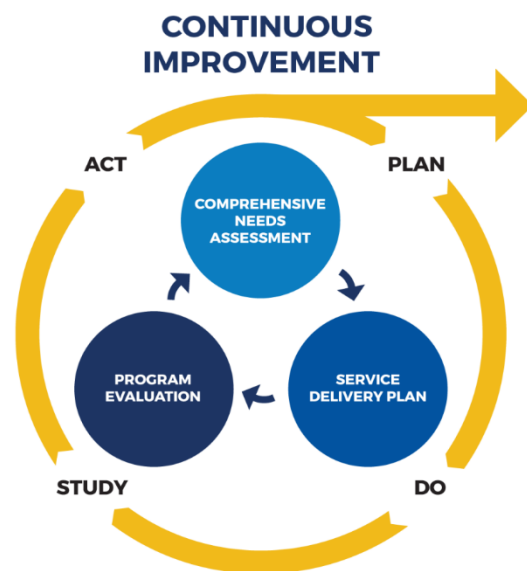 CONTINUOUS
IMPROVEMENT
ACT
PLAN
COMPREHENSIVE
NEEDS
ASSESSMENT
PROGRAM
EVALUATION
SERVICE
DELIVERY PLAN
STUDY
DO